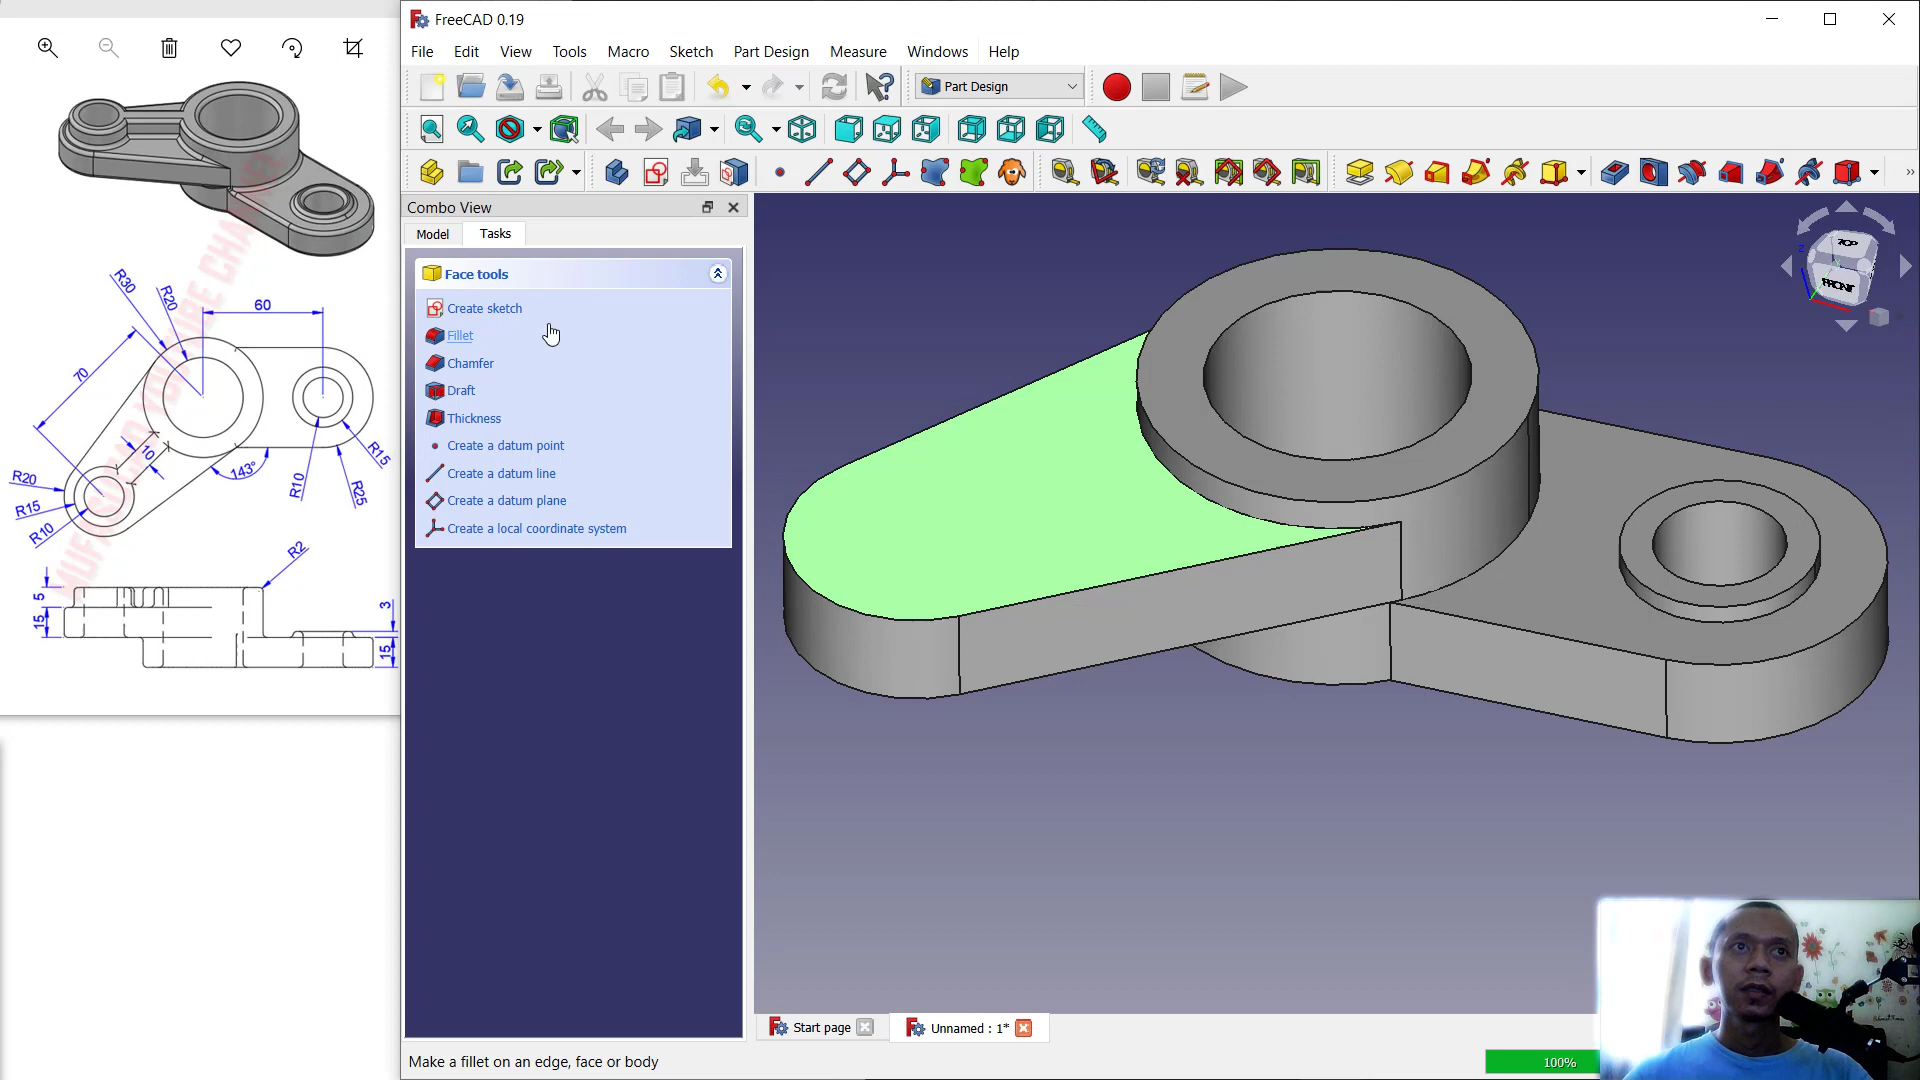 FreeCAD 0.19
File Edit View Tools Macro Sketch Part Design Measure Windows Help
Part Design
Combo View
Model Tasks
Face tools
Create sketch
Fillet
Chamfer
Draft
Thickness
Create a datum point
Create a datum line
Create a datum plane
Create a local coordinate system
TOP
FRONT
Z
R30
R20
60
70
10
143°
R20
R15
R10
R10
R15
R25
R2
5
15
3
15
Start page
Unnamed : 1*
Make a fillet on an edge, face or body
100%